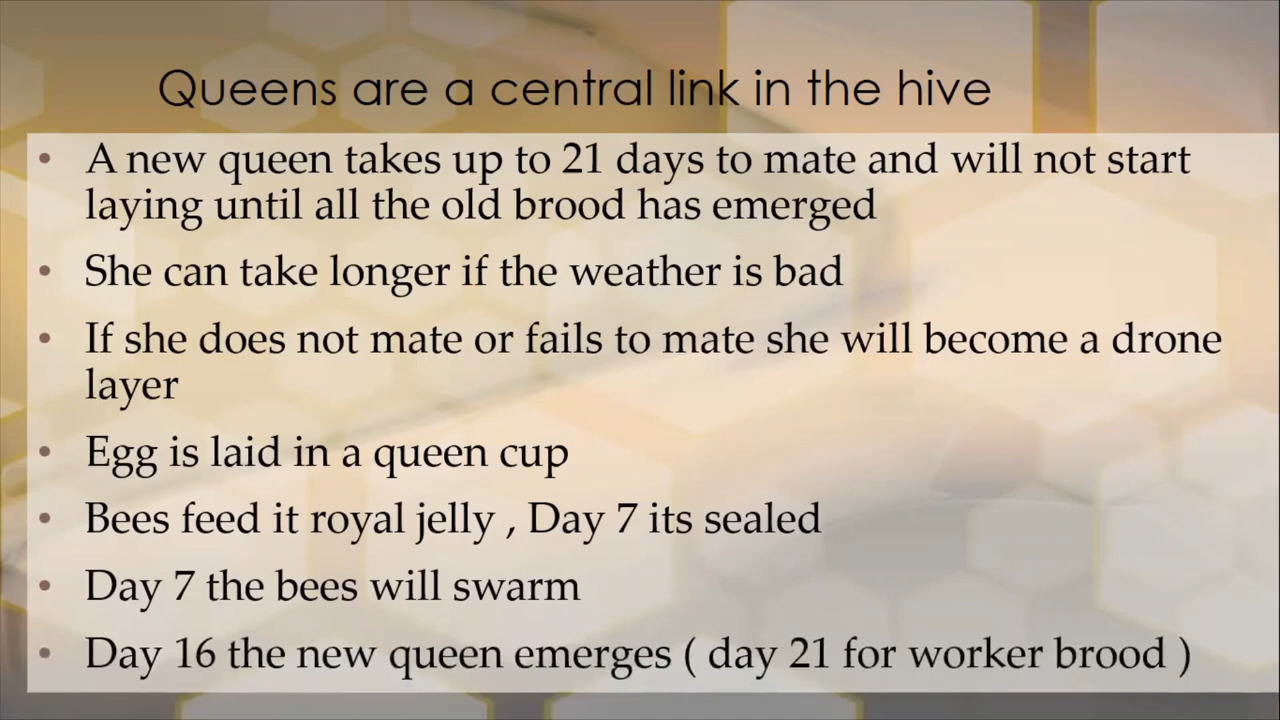 Queens are a central link in the hive
• A new queen takes up to 21 days to mate and will not start
laying until all the old brood has emerged
• She can take longer if the weather is bad
• If she does not mate or fails to mate she will become a drone
layer
• Egg is laid in a queen cup
• Bees feed it royal jelly , Day 7 its sealed
• Day 7 the bees will swarm
• Day 16 the new queen emerges ( day 21 for worker brood )